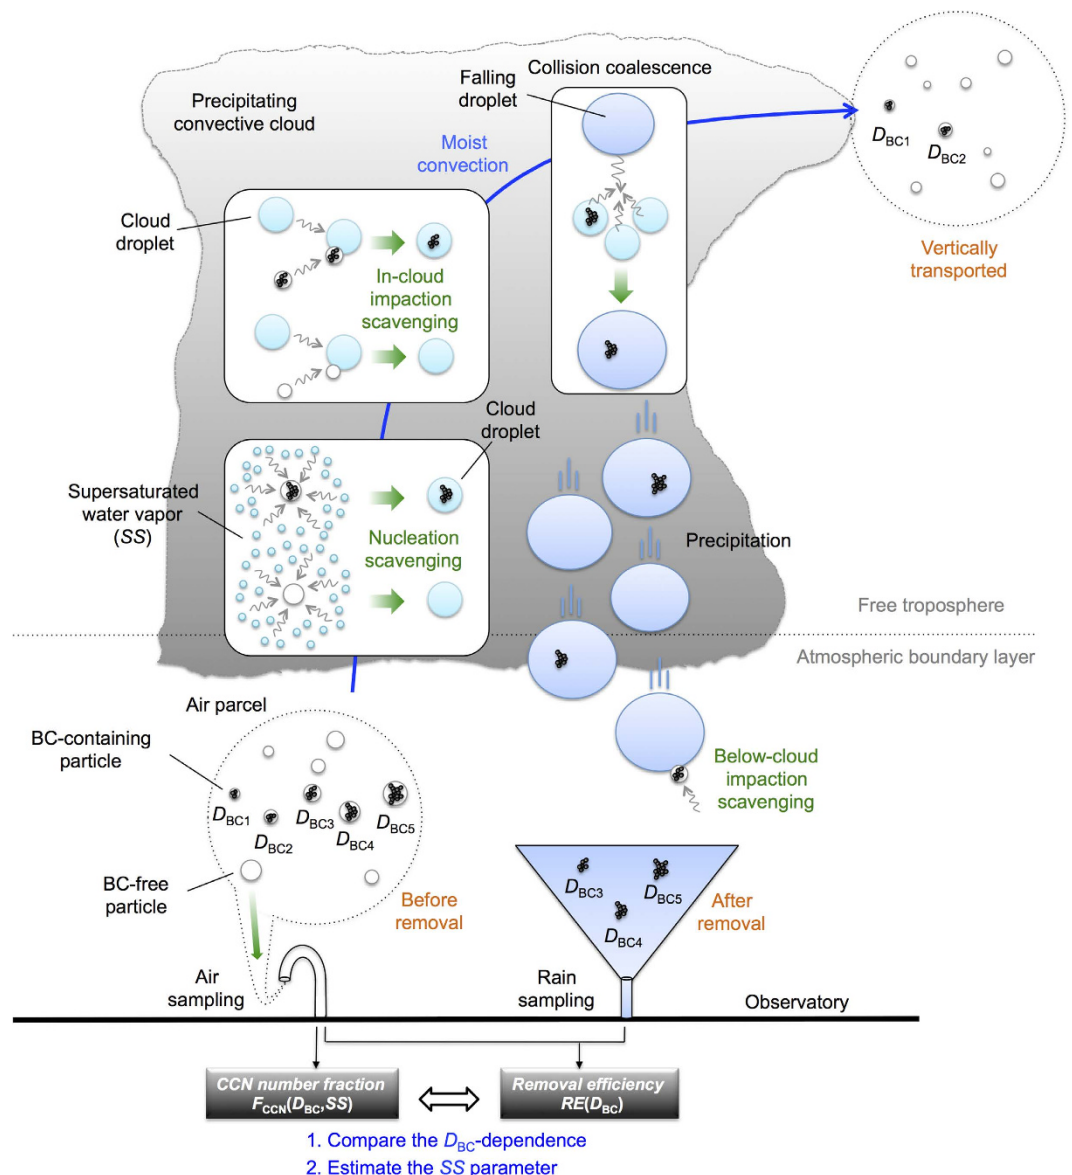 Collision coalescence
Falling
droplet
Precipitating
convective cloud
Moist
convection
D_BC1
D_BC2
Vertically
transported
Cloud
droplet
In-cloud
impaction
scavenging
Cloud
droplet
Supersaturated
water vapor
(SS)
Nucleation
scavenging
Precipitation
Free troposphere
Atmospheric boundary layer
Air parcel
BC-containing
particle
D_BC1
D_BC2
D_BC3
D_BC4
D_BC5
BC-free
particle
Before
removal
Below-cloud
impaction
scavenging
D_BC3
D_BC5
D_BC4
After
removal
Air
sampling
Rain
sampling
Observatory
CCN number fraction
F_CCN(D_BC,SS)
Removal efficiency
RE(D_BC)
1. Compare the D_BC-dependence
2. Estimate the SS parameter